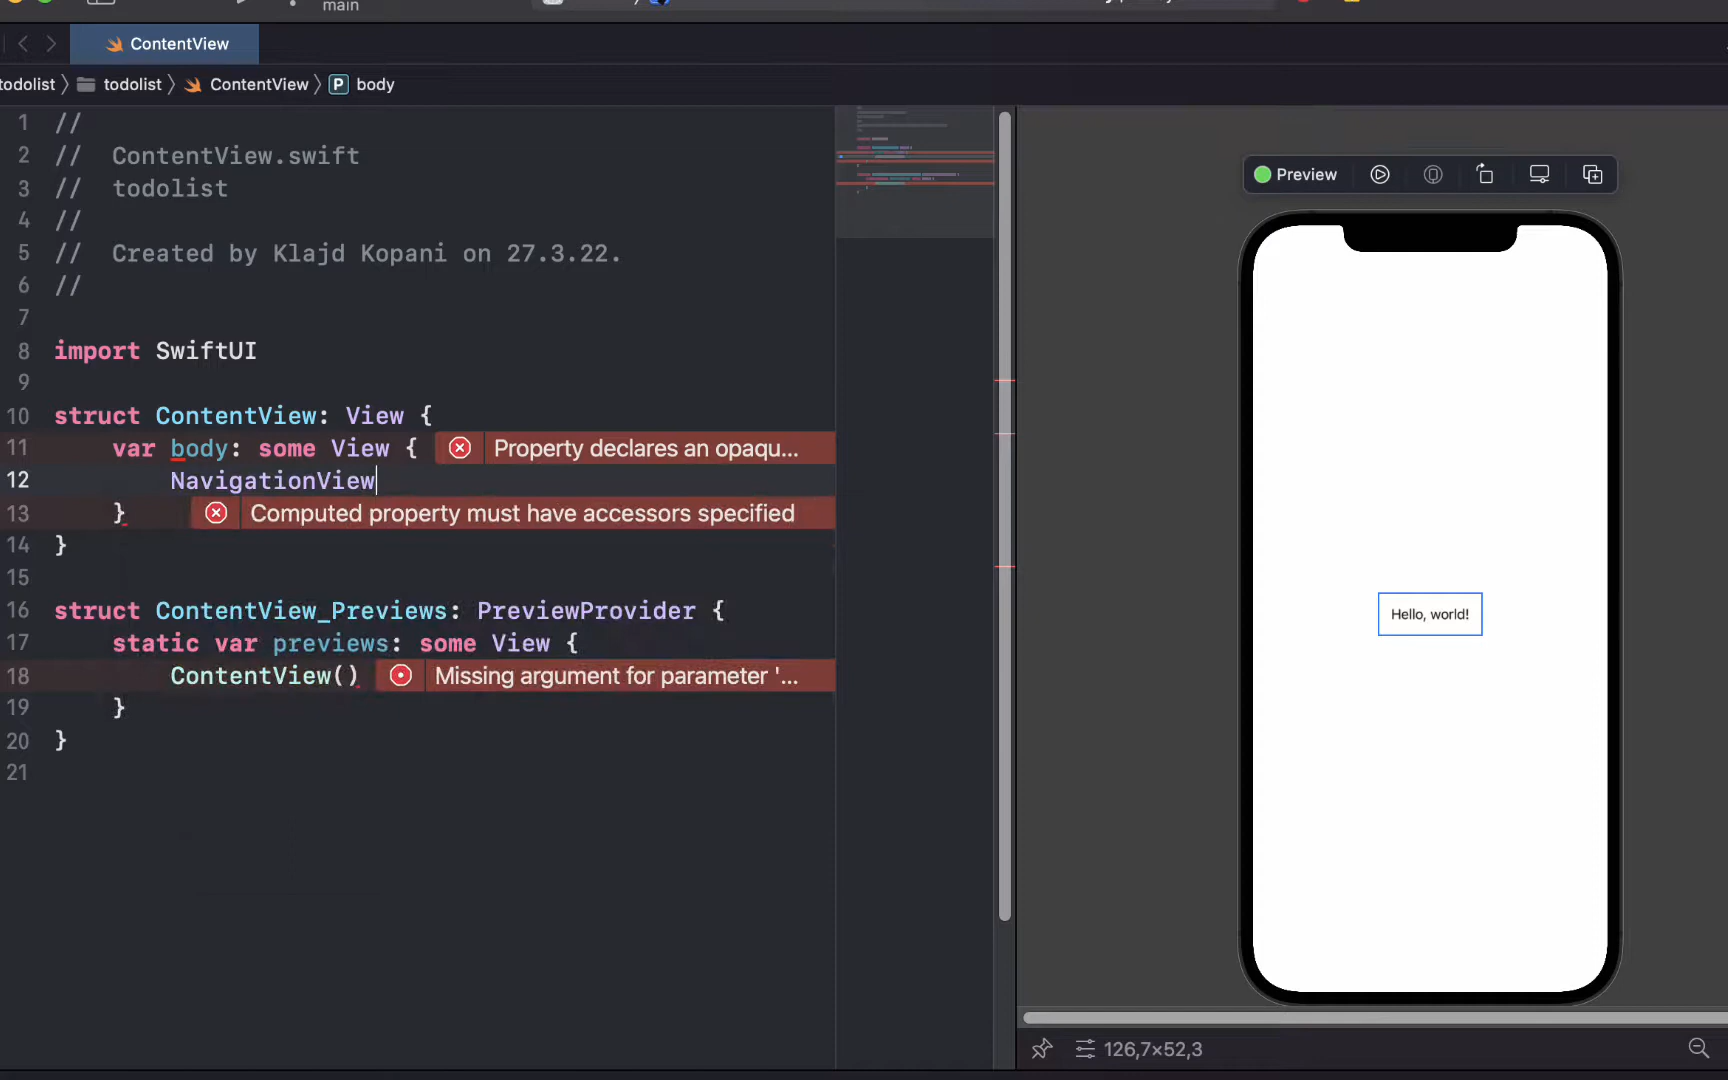 main
ContentView
todolist 〉 todolist 〉 ContentView 〉 P body
1 //
2 //  ContentView.swift
3 //  todolist
4 //
5 //  Created by Klajd Kopani on 27.3.22.
6 //
7
8 import SwiftUI
9
10 struct ContentView: View {
11     var body: some View { Property declares an opaqu...
12         NavigationView
13     } Computed property must have accessors specified
14 }
15
16 struct ContentView_Previews: PreviewProvider {
17     static var previews: some View {
18         ContentView() Missing argument for parameter '...
19     }
20 }
21
Preview
Hello, world!
126,7×52,3